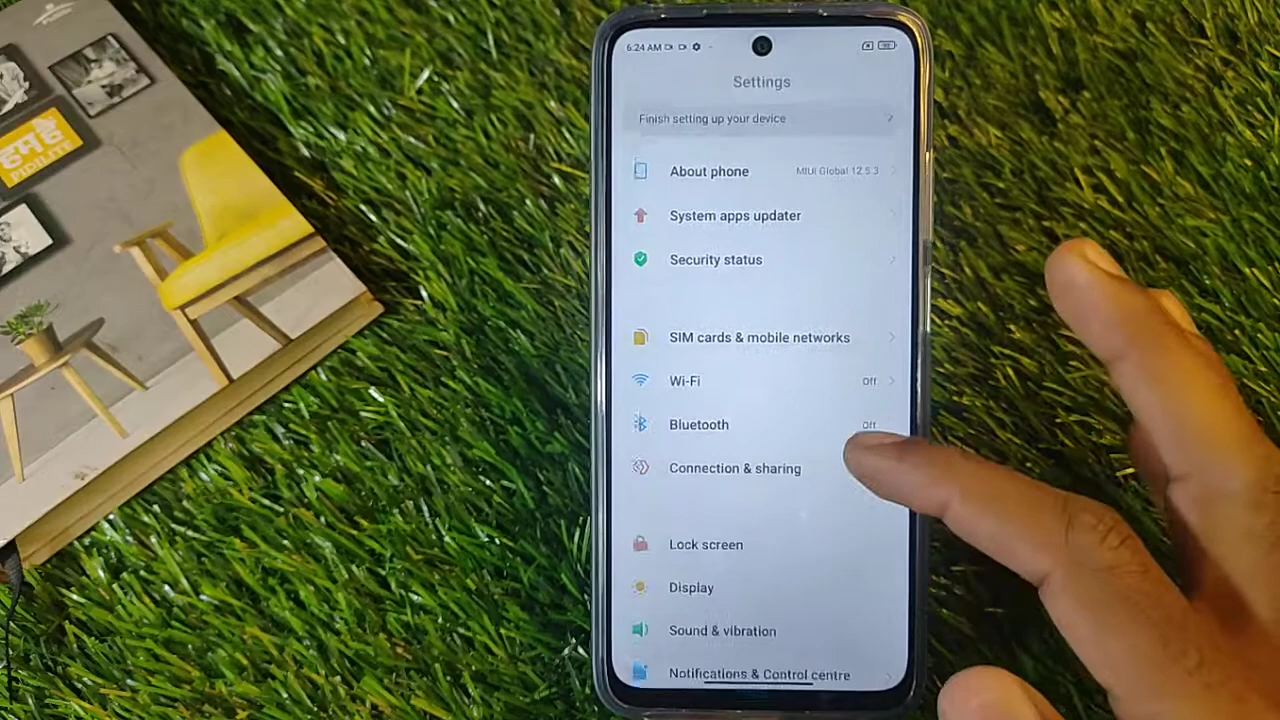 हम हैं
PIDILITE
6:24 AM
Settings
Finish setting up your device
About phone
MIUI Global 12.5.3
System apps updater
Security status
SIM cards & mobile networks
Wi-Fi
Off
Bluetooth
Off
Connection & sharing
Lock screen
Display
Sound & vibration
Notifications & Control centre